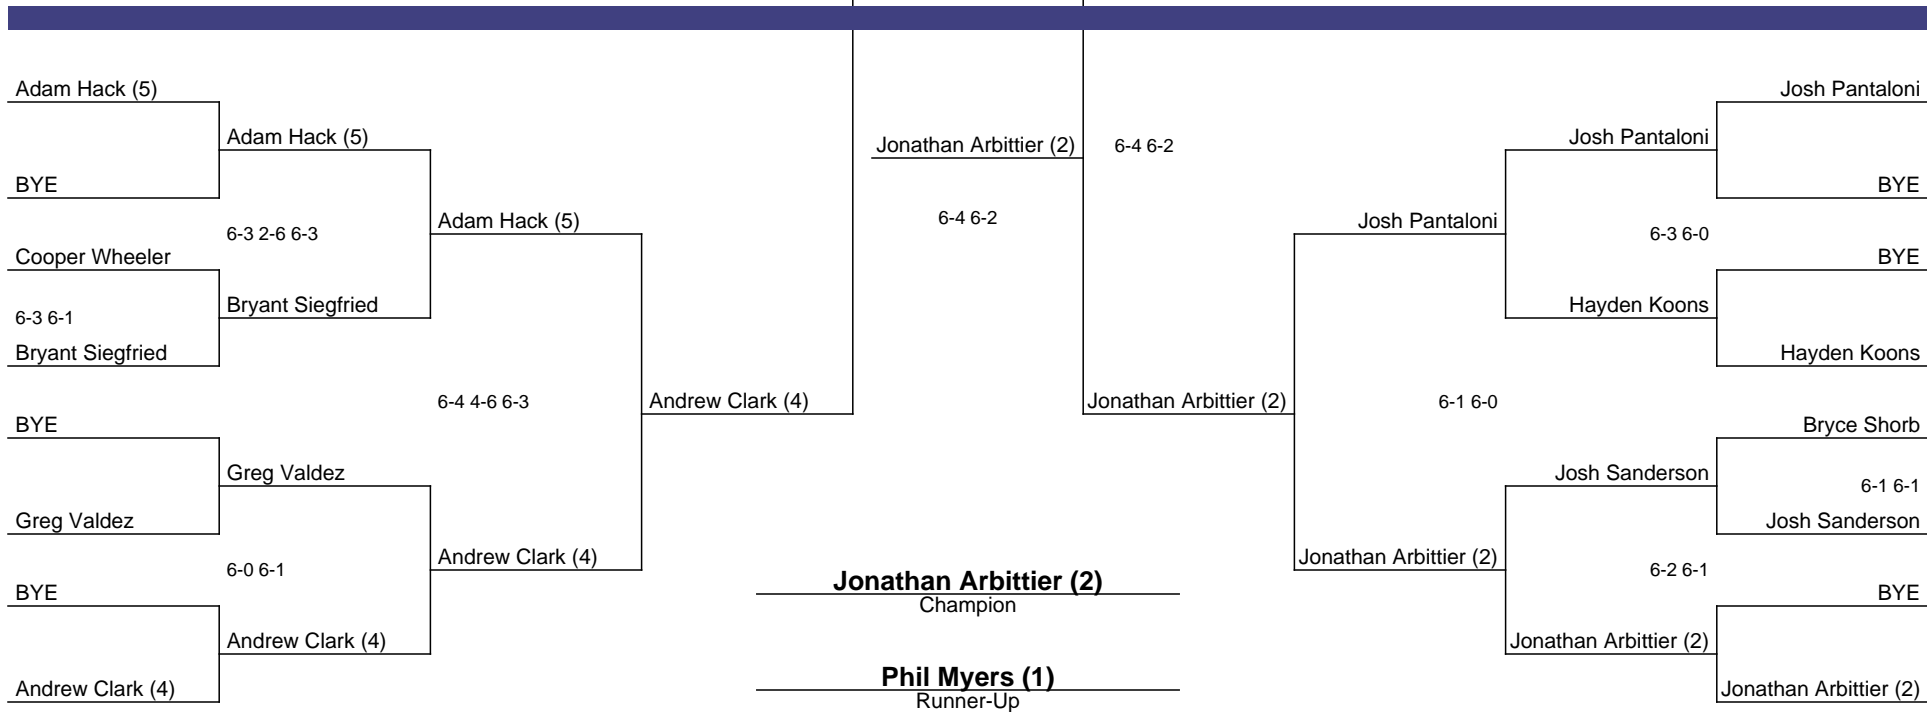 Adam Hack (5)
Adam Hack (5)
BYE
6-3 2-6 6-3
Cooper Wheeler
6-3 6-1
Bryant Siegfried
Bryant Siegfried
Adam Hack (5)
6-4 4-6 6-3
BYE
Greg Valdez
Greg Valdez
6-0 6-1
BYE
Andrew Clark (4)
Andrew Clark (4)
Andrew Clark (4)
Andrew Clark (4)
Jonathan Arbittier (2)
6-4 6-2
6-4 6-2
Jonathan Arbittier (2)
Champion
Phil Myers (1)
Runner-Up
Josh Pantaloni
Josh Pantaloni
BYE
Josh Pantaloni
6-3 6-0
BYE
Hayden Koons
Hayden Koons
Jonathan Arbittier (2)
6-1 6-0
Bryce Shorb
Josh Sanderson
6-1 6-1
Josh Sanderson
Jonathan Arbittier (2)
6-2 6-1
BYE
Jonathan Arbittier (2)
Jonathan Arbittier (2)